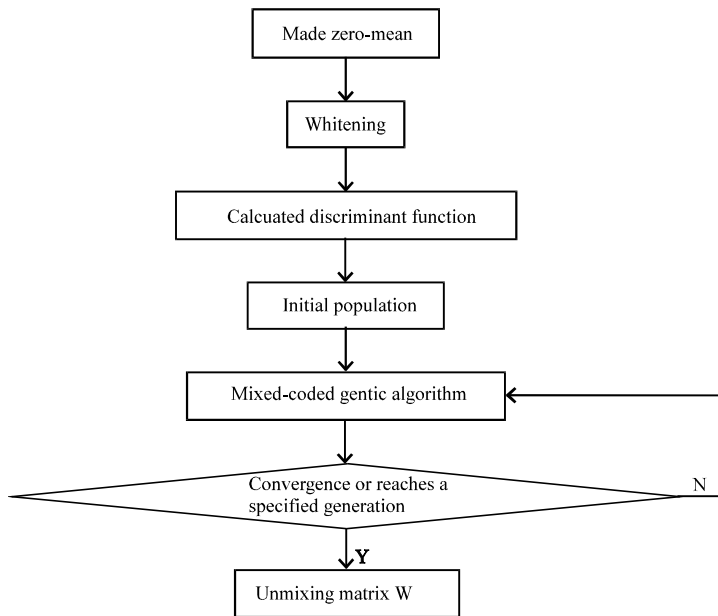 Made zero-mean
Whitening
Calcuated discriminant function
Initial population
Mixed-coded gentic algorithm
Convergence or reaches a
specified generation
N
Y
Unmixing matrix W